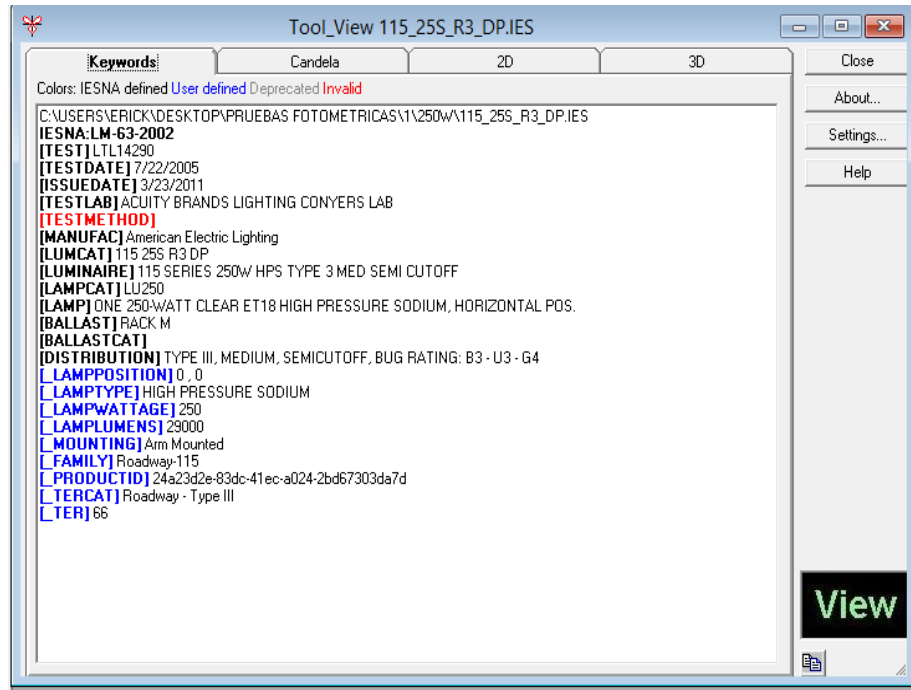 Tool_View 115_25S_R3_DP.IES
Keywords Candela 2D 3D
Close
About...
Settings...
Help
Colors: IESNA defined User defined Deprecated Invalid
C:\USERS\ERICK\DESKTOP\PRUEBAS FOTOMETRICAS\1\250W\115_25S_R3_DP.IES
IESNA:LM-63-2002
[TEST] LTL14290
[TESTDATE] 7/22/2005
[ISSUEDATE] 3/23/2011
[TESTLAB] ACUITY BRANDS LIGHTING CONYERS LAB
[TESTMETHOD]
[MANUFAC] American Electric Lighting
[LUMCAT] 115 25S R3 DP
[LUMINAIRE] 115 SERIES 250W HPS TYPE 3 MED SEMI CUTOFF
[LAMPCAT] LU250
[LAMP] ONE 250-WATT CLEAR ET18 HIGH PRESSURE SODIUM, HORIZONTAL POS.
[BALLAST] RACK M
[BALLASTCAT]
[DISTRIBUTION] TYPE III, MEDIUM, SEMICUTOFF, BUG RATING: B3 - U3 - G4
[_LAMPPOSITION] 0 , 0
[_LAMPTYPE] HIGH PRESSURE SODIUM
[_LAMPWATTAGE] 250
[_LAMPLUMENS] 29000
[_MOUNTING] Arm Mounted
[_FAMILY] Roadway-115
[_PRODUCTID] 24a23d2e-83dc-41ec-a024-2bd67303da7d
[_TERCAT] Roadway - Type III
[_TER] 66
View